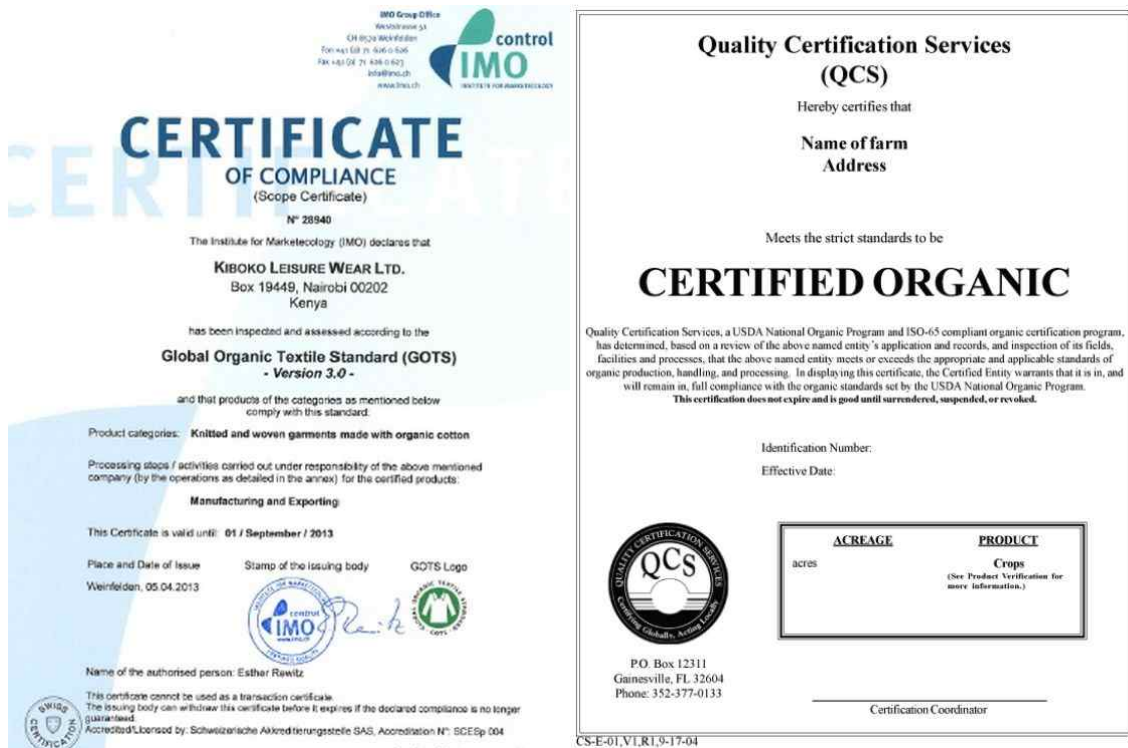 IMO Group Office
Weststrasse 51
CH 8570 Weinfelden
Fon +41 (0) 71 626 0 626
Fax +41 (0) 71 626 0 623
info@imo.ch
www.imo.ch
control
IMO
INSTITUTE FOR MARKETECOLOGY
CERTIFICATE
CERTIFICATE
OF COMPLIANCE
(Scope Certificate)
N° 28940
The Institute for Marketecology (IMO) declares that
KIBOKO LEISURE WEAR LTD.
Box 19449, Nairobi 00202
Kenya
has been inspected and assessed according to the
Global Organic Textile Standard (GOTS)
- Version 3.0 -
and that products of the categories as mentioned below
comply with this standard:
Product categories: Knitted and woven garments made with organic cotton
Processing steps / activities carried out under responsibility of the above mentioned
company (by the operations as detailed in the annex) for the certified products:
Manufacturing and Exporting
This Certificate is valid until: 01 / September / 2013
Place and Date of Issue
Stamp of the issuing body
GOTS Logo
Weinfelden, 05.04.2013
control
IMO
www.imo.ch
Name of the authorised person: Esther Rewitz
This certificate cannot be used as a transaction certificate.
The issuing body can withdraw this certificate before it expires if the declared compliance is no longer
guaranteed.
Accredited/Licensed by: Schweizerische Akkreditierungsstelle SAS, Accreditation N°: SCESp 004
SWISS
CERTIFICATION
Quality Certification Services
(QCS)
Hereby certifies that
Name of farm
Address
Meets the strict standards to be
CERTIFIED ORGANIC
Quality Certification Services, a USDA National Organic Program and ISO-65 compliant organic certification program,
has determined, based on a review of the above named entity's application and records, and inspection of its fields,
facilities and processes, that the above named entity meets or exceeds the appropriate and applicable standards of
organic production, handling, and processing. In displaying this certificate, the Certified Entity warrants that it is in, and
will remain in, full compliance with the organic standards set by the USDA National Organic Program.
This certification does not expire and is good until surrendered, suspended, or revoked.
Identification Number:
Effective Date:
QUALITY CERTIFICATION SERVICES
QCS
Certifying Globally, Acting Locally
ACREAGE
PRODUCT
acres
Crops
(See Product Verification for
more information.)
P.O. Box 12311
Gainesville, FL 32604
Phone: 352-377-0133
Certification Coordinator
CS-E-01,V1,R1,9-17-04